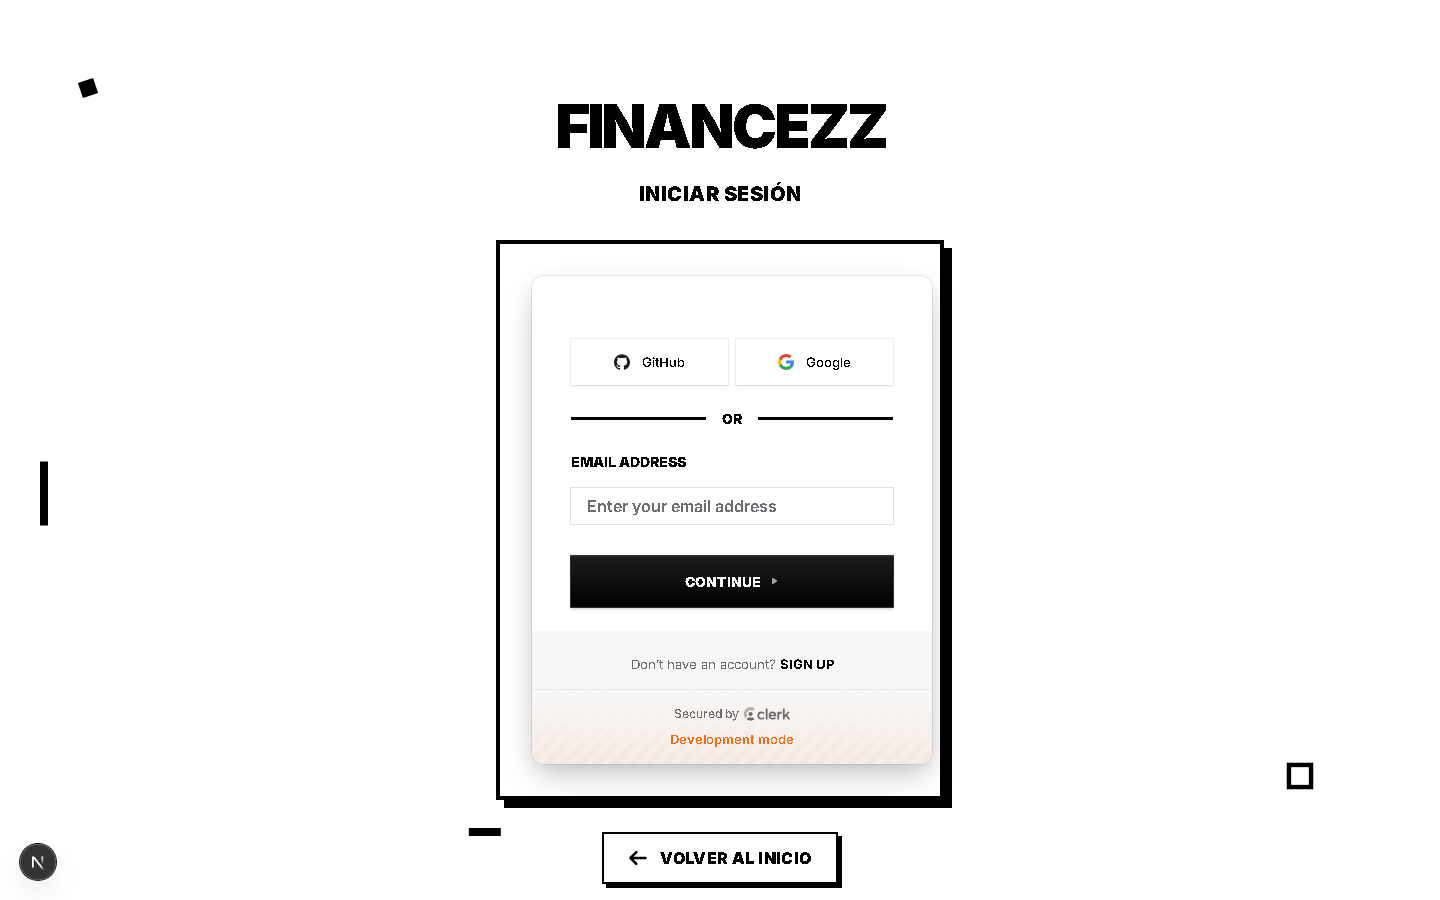 FINANCEZZ
INICIAR SESIÓN
GitHub
Google
OR
EMAIL ADDRESS
Enter your email address
CONTINUE
Don't have an account? SIGN UP
Secured by clerk
Development mode
VOLVER AL INICIO
N